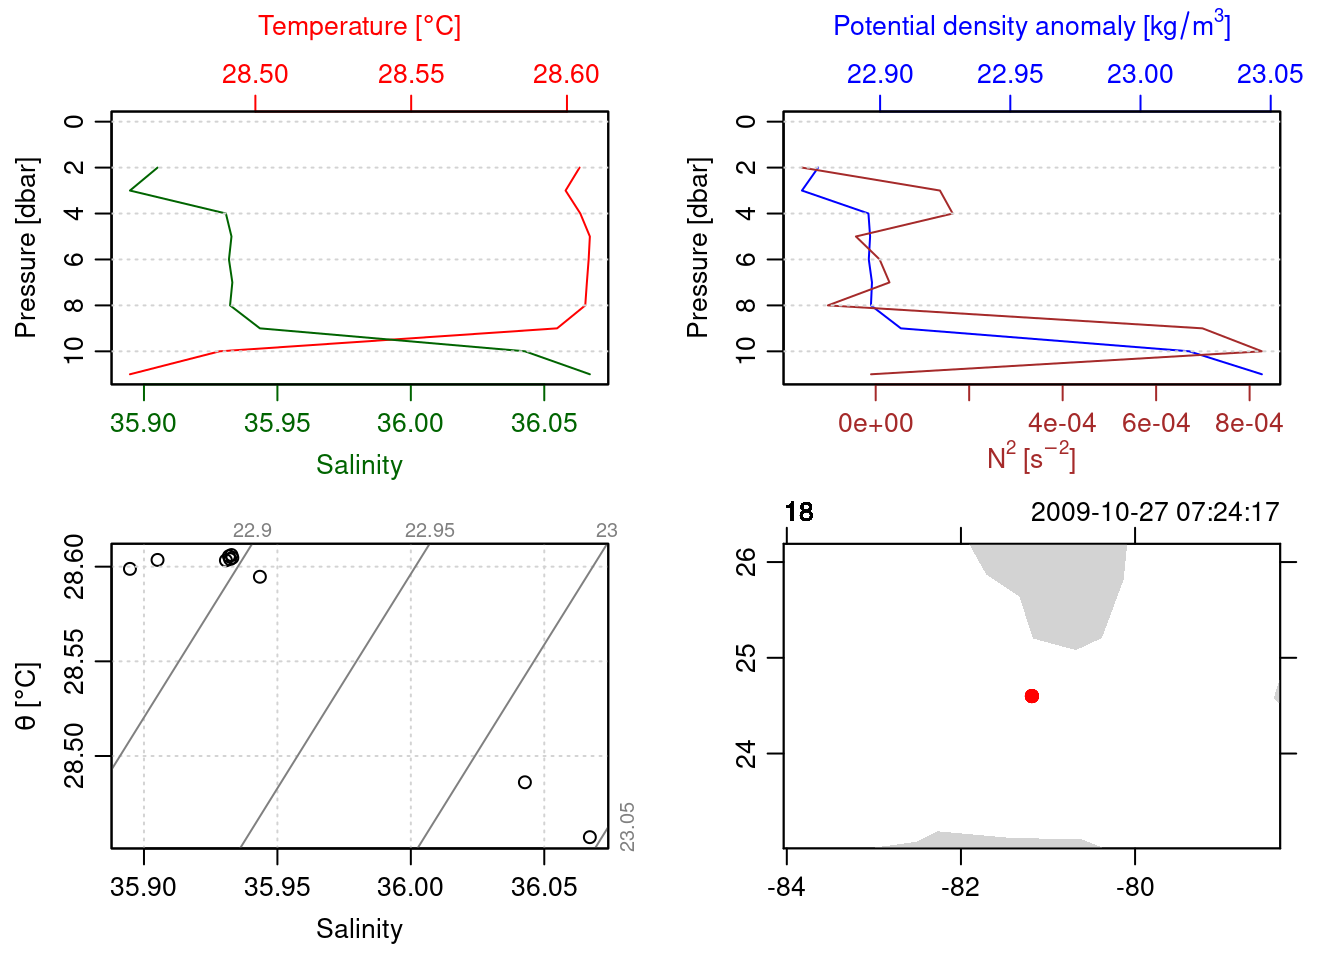 Temperature [°C]
28.50 28.55 28.60
0
2
4
6
8
10
Pressure [dbar]
35.90 35.95 36.00 36.05
Salinity
Potential density anomaly [kg/m³]
22.90 22.95 23.00 23.05
0
2
4
6
8
10
Pressure [dbar]
0e+00 4e-04 6e-04 8e-04
N² [s⁻²]
22.9 22.95 23
28.60
28.55
28.50
θ [°C]
23.05
35.90 35.95 36.00 36.05
Salinity
18 2009-10-27 07:24:17
26
25
24
-84 -82 -80